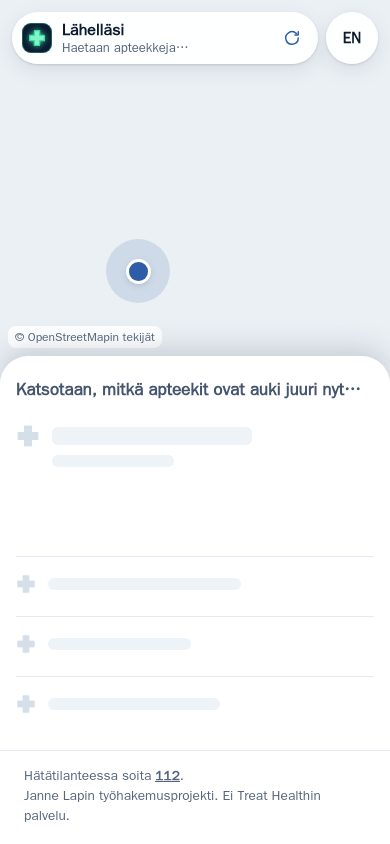 Lähelläsi
Haetaan apteekkeja···
EN
© OpenStreetMapin tekijät
Katsotaan, mitkä apteekit ovat auki juuri nyt···
Hätätilanteessa soita 112.
Janne Lapin työhakemusprojekti. Ei Treat Healthin
palvelu.